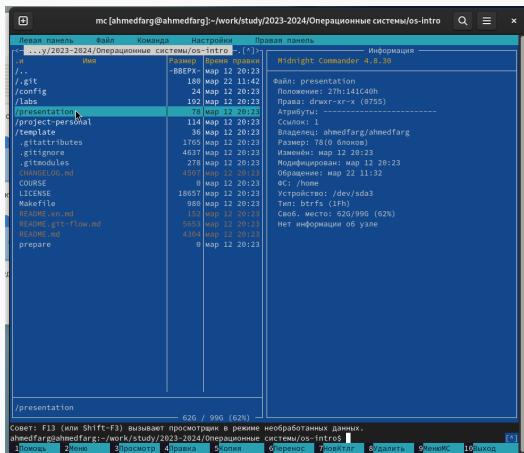 mc [ahmedfarg@ahmedfarg]:~/work/study/2023-2024/Операционные системы/os-intro
Левая панель Файл Команда Настройки Правая панель
<- ...y/2023-2024/Операционные системы/os-intro -.[^]>
.и Имя Размер Время правки
/.. -ВВЕРХ- мар 12 20:23
/.git 180 мар 22 11:42
/config 24 мар 12 20:23
/labs 192 мар 12 20:23
/presentation 78 мар 12 20:23
/project-personal 114 мар 12 20:23
/template 36 мар 12 20:23
.gitattributes 1765 мар 12 20:23
.gitignore 4637 мар 12 20:23
.gitmodules 278 мар 12 20:23
CHANGELOG.md 4507 мар 12 20:23
COURSE 0 мар 12 20:23
LICENSE 18657 мар 12 20:23
Makefile 980 мар 12 20:23
README.en.md 152 мар 12 20:23
README.git-flow.md 5653 мар 12 20:23
README.md 4304 мар 12 20:23
prepare 0 мар 12 20:23
/presentation
62G / 99G (62%)
Информация
Midnight Commander 4.8.30
Файл: presentation
Положение: 27h:141C40h
Права: drwxr-xr-x (0755)
Атрибуты: ----------------------
Ссылок: 1
Владелец: ahmedfarg/ahmedfarg
Размер: 78(0 блоков)
Изменён: мар 12 20:23
Модифицирован: мар 12 20:23
Обращение: мар 22 11:32
ФС: /home
Устройство: /dev/sda3
Тип: btrfs (1Fh)
Своб. место: 62G/99G (62%)
Нет информации об узле
Совет: F13 (или Shift-F3) вызывают просмотрщик в режиме необработанных данных.
ahmedfarg:~/work/study/2023-2024/Операционные системы/os-intro$ [^]
1Помощь 2Меню 3Просмотр 4Правка 5Копия 6Перенос 7НовКтлг 8Удалить 9МенюMC 10Выход